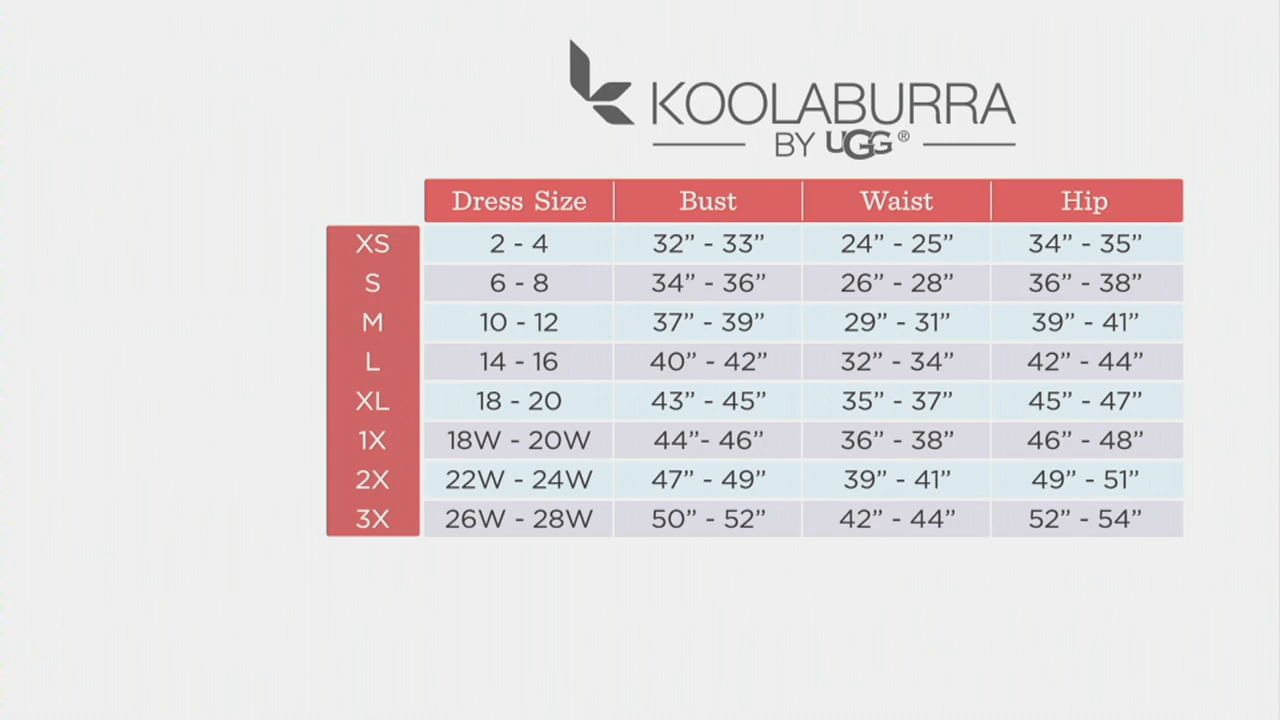 KOOLABURRA
BY UGG®
Dress Size Bust Waist Hip
XS 2 - 4 32” - 33” 24” - 25” 34” - 35”
S 6 - 8 34” - 36” 26” - 28” 36” - 38”
M 10 - 12 37” - 39” 29” - 31” 39” - 41”
L 14 - 16 40” - 42” 32” - 34” 42” - 44”
XL 18 - 20 43” - 45” 35” - 37” 45” - 47”
1X 18W - 20W 44”- 46” 36” - 38” 46” - 48”
2X 22W - 24W 47” - 49” 39” - 41” 49” - 51”
3X 26W - 28W 50” - 52” 42” - 44” 52” - 54”